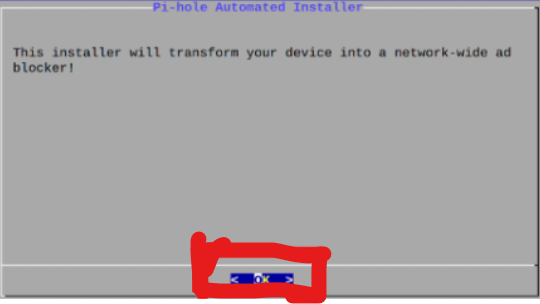 Pi-hole Automated Installer
This installer will transform your device into a network-wide ad
blocker!
< OK >